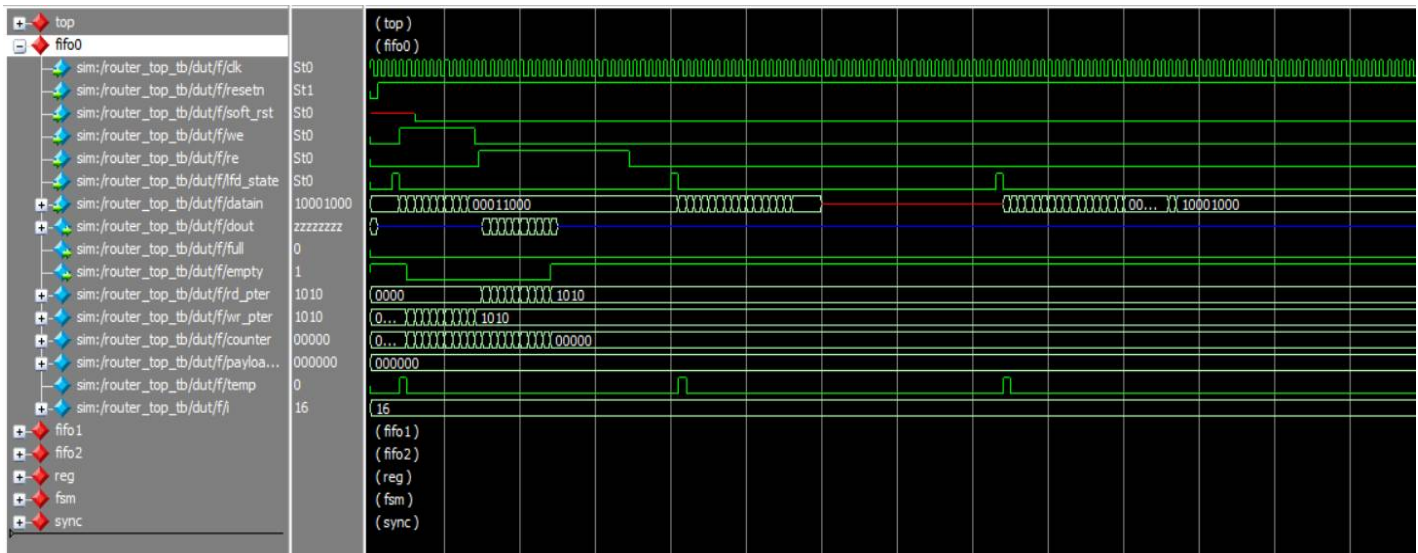 top ( top )
fifo0 ( fifo0 )
sim:/router_top_tb/dut/f/clk St0
sim:/router_top_tb/dut/f/resetn St1
sim:/router_top_tb/dut/f/soft_rst St0
sim:/router_top_tb/dut/f/we St0
sim:/router_top_tb/dut/f/re St0
sim:/router_top_tb/dut/f/lfd_state St0
sim:/router_top_tb/dut/f/datain 10001000 00011000 00... 10001000
sim:/router_top_tb/dut/f/dout zzzzzzzz
sim:/router_top_tb/dut/f/full 0
sim:/router_top_tb/dut/f/empty 1
sim:/router_top_tb/dut/f/rd_pter 1010 0000 1010
sim:/router_top_tb/dut/f/wr_pter 1010 0... 1010
sim:/router_top_tb/dut/f/counter 00000 0... 00000
sim:/router_top_tb/dut/f/payloa... 000000 000000
sim:/router_top_tb/dut/f/temp 0
sim:/router_top_tb/dut/f/i 16 16
fifo1 ( fifo1 )
fifo2 ( fifo2 )
reg ( reg )
fsm ( fsm )
sync ( sync )